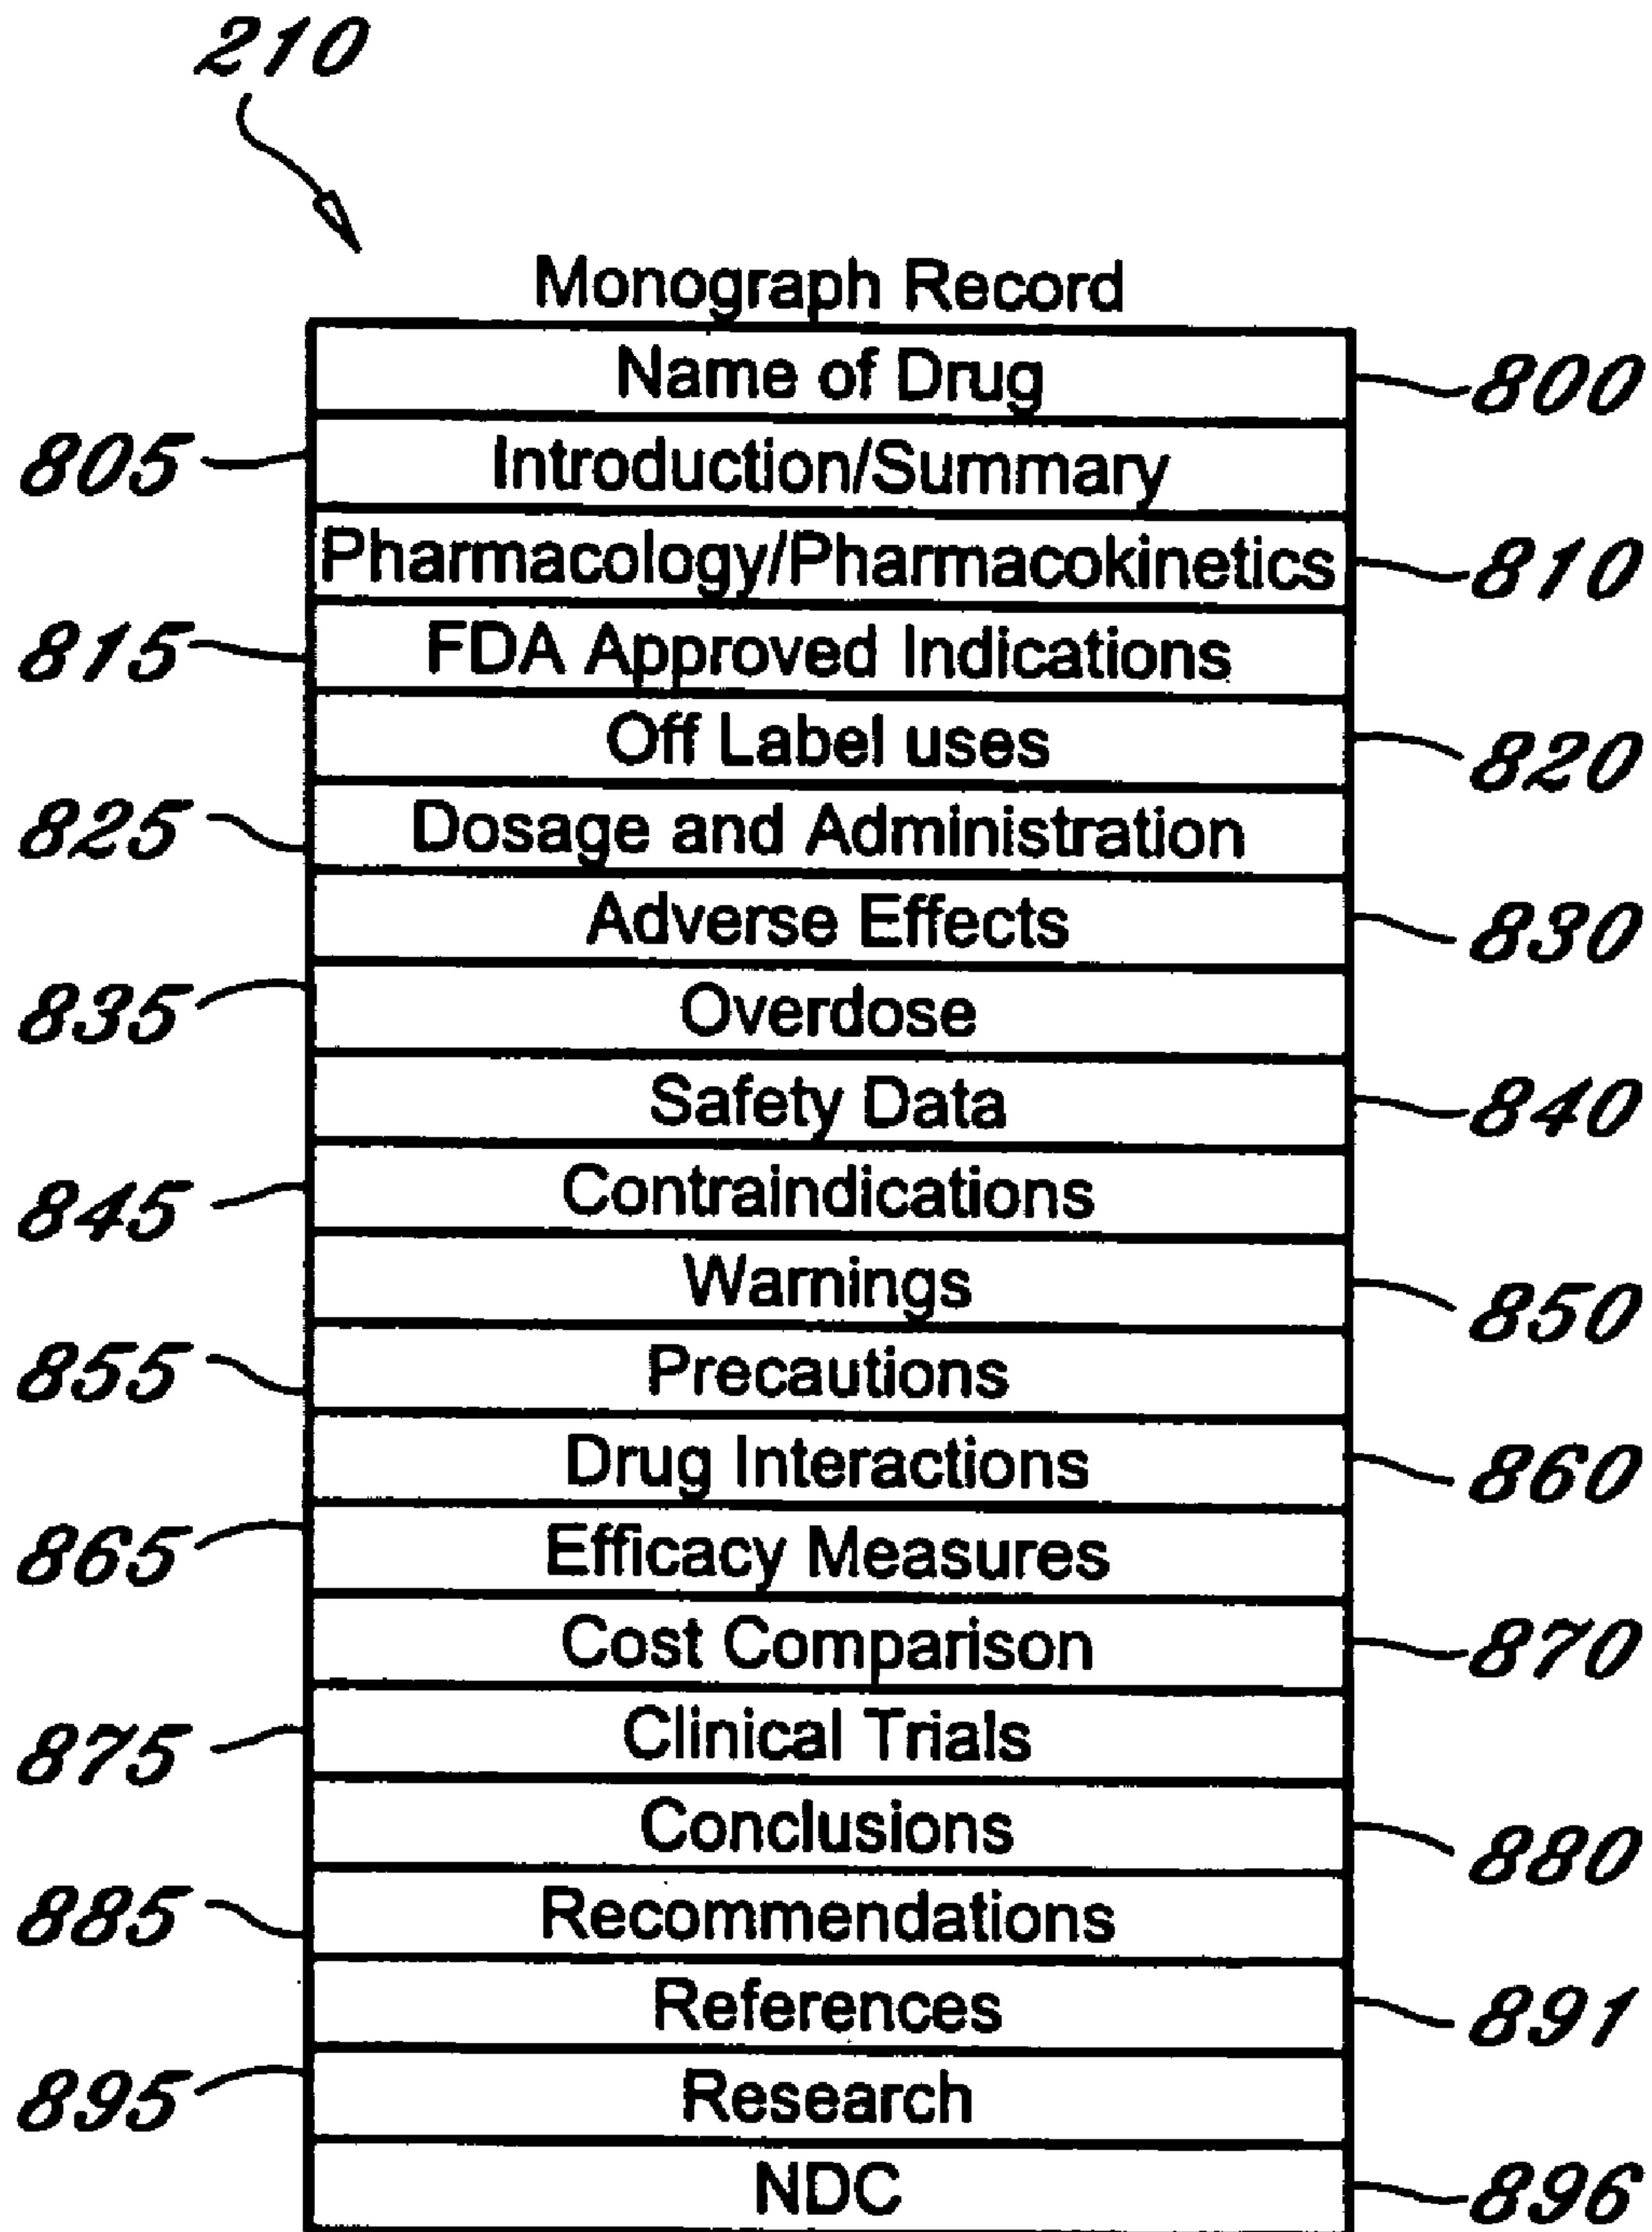 210
Monograph Record
Name of Drug 800
805 Introduction/Summary
Pharmacology/Pharmacokinetics 810
815 FDA Approved Indications
Off Label uses 820
825 Dosage and Administration
Adverse Effects 830
835 Overdose
Safety Data 840
845 Contraindications
Warnings 850
855 Precautions
Drug Interactions 860
865 Efficacy Measures
Cost Comparison 870
875 Clinical Trials
Conclusions 880
885 Recommendations
References 891
895 Research
NDC 896